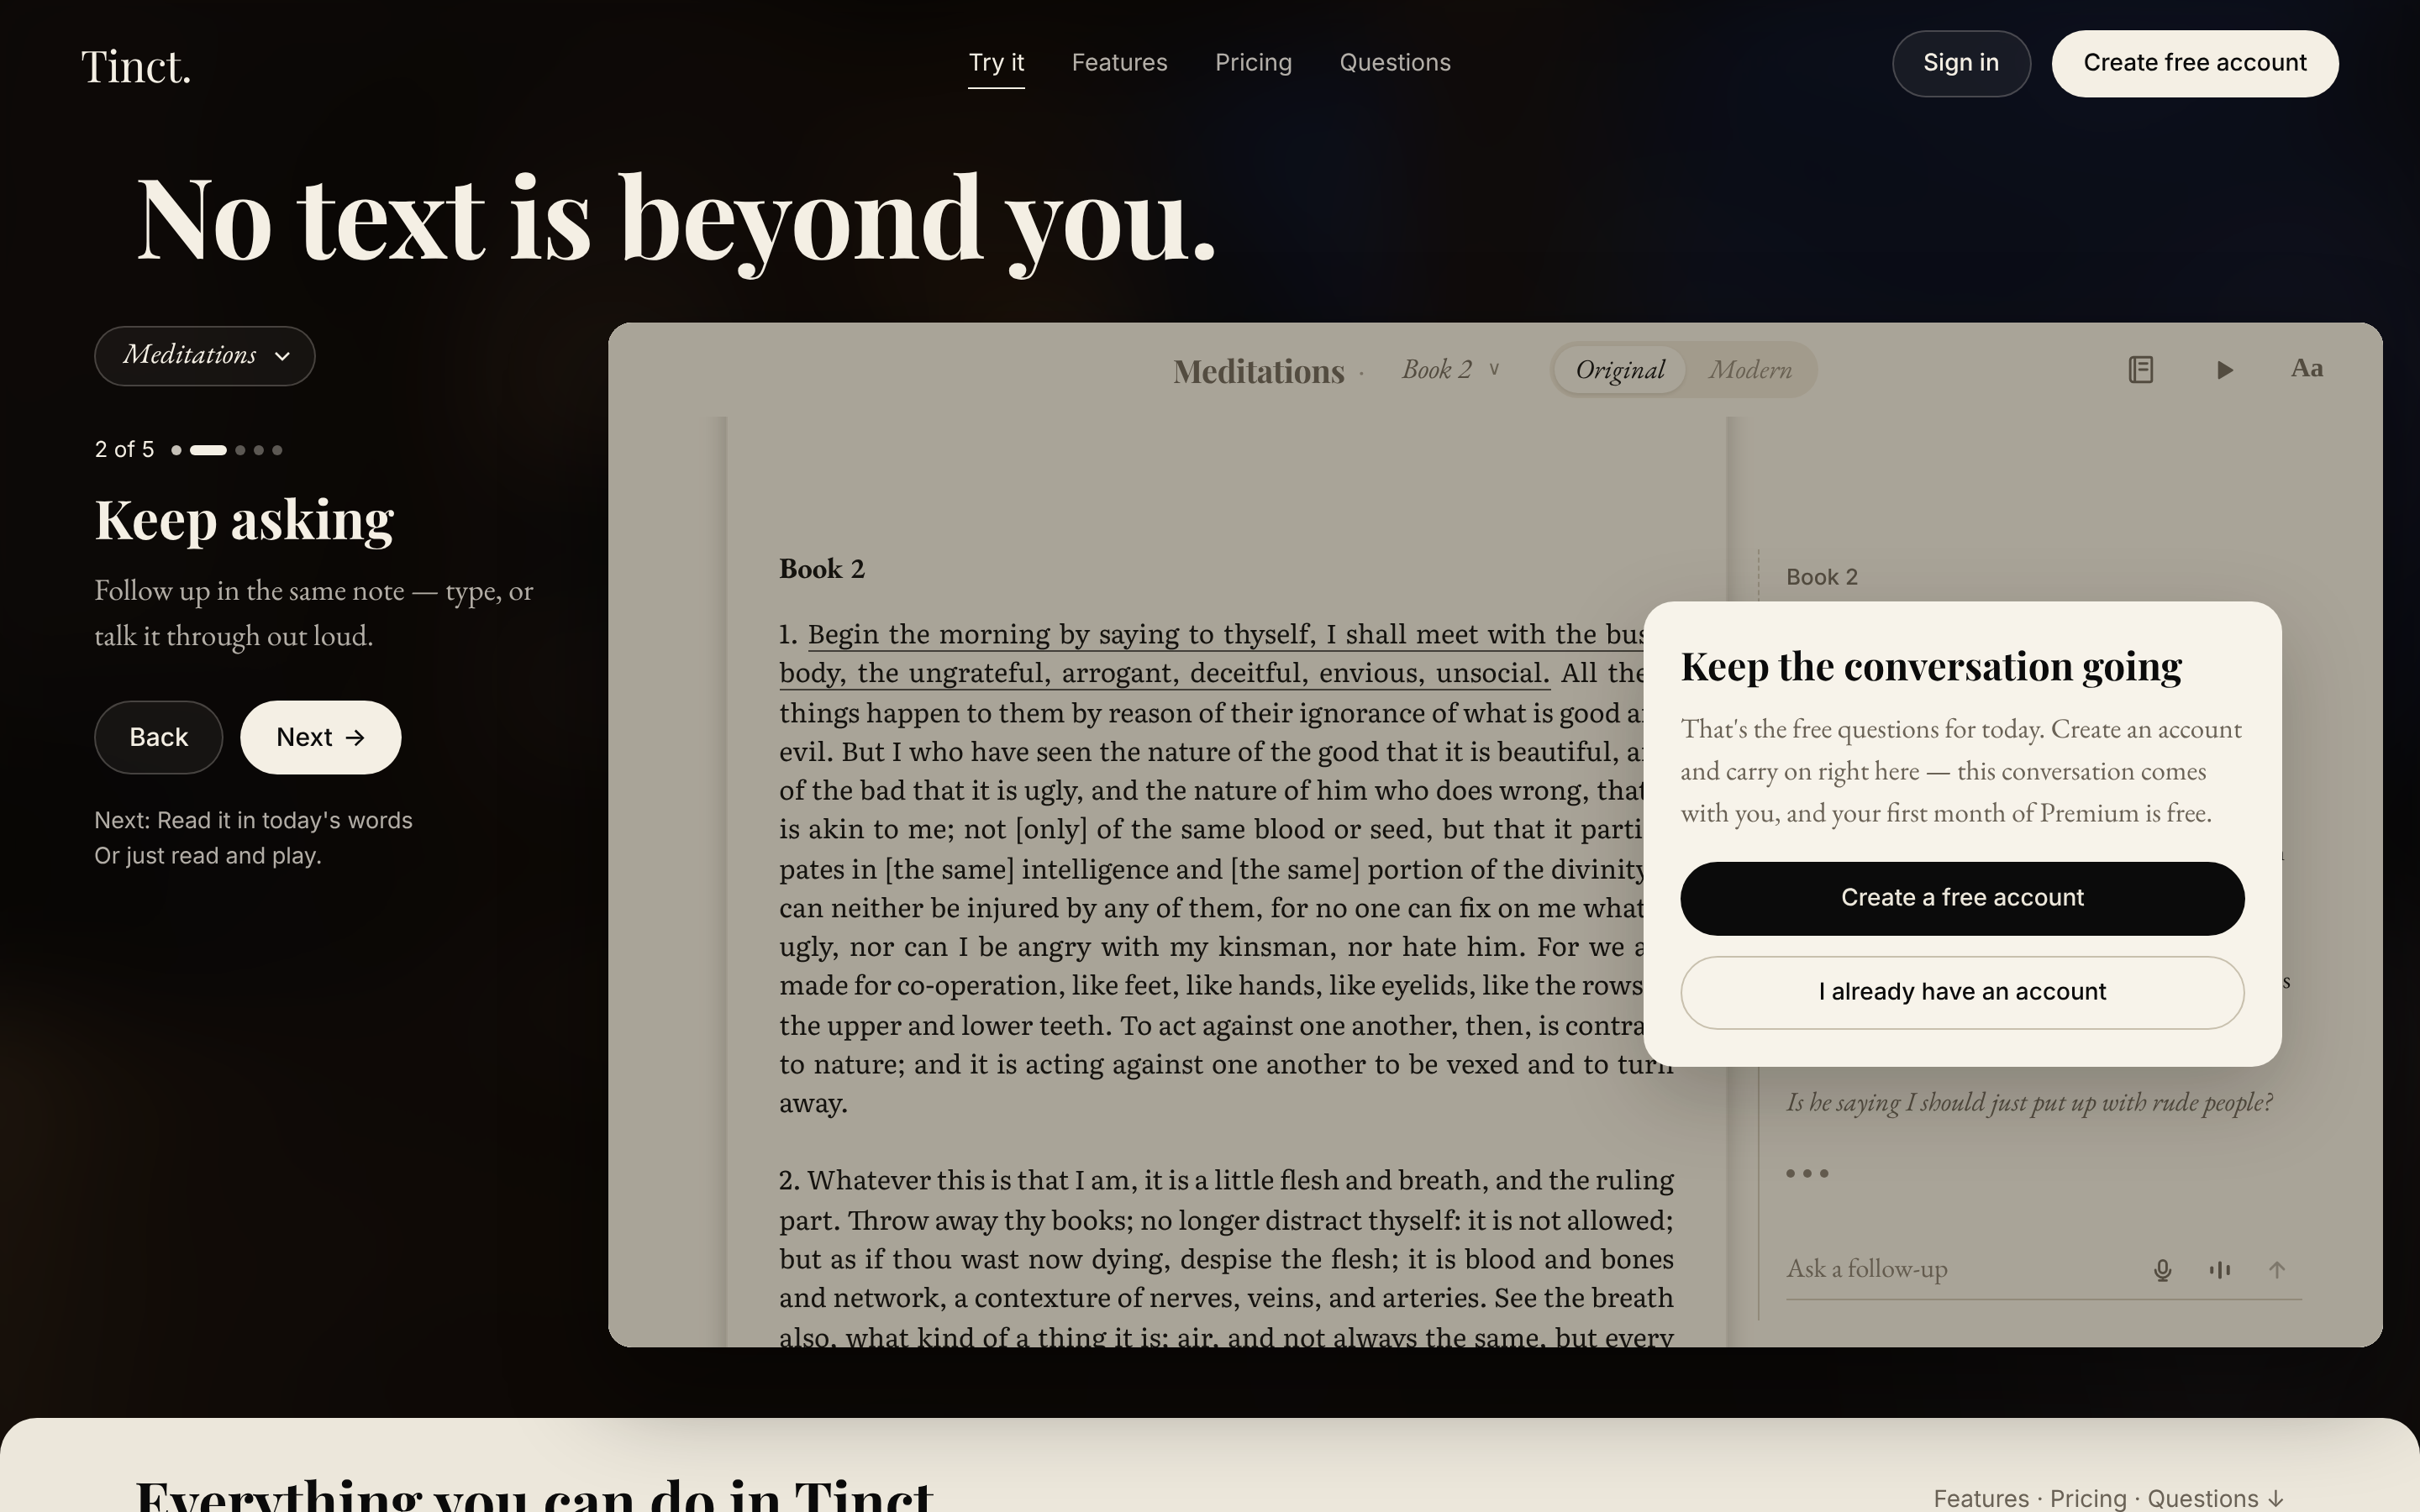 Tinct.
Try it
Features
Pricing
Questions
Sign in
Create free account
No text is beyond you.
Meditations
2 of 5
Keep asking
Follow up in the same note — type, or
talk it through out loud.
Back
Next →
Next: Read it in today's words
Or just read and play.
Meditations · Book 2 ∨
Original
Modern
Aa
Book 2
1. Begin the morning by saying to thyself, I shall meet with the
body, the ungrateful, arrogant, deceitful, envious, unsocial. All
things happen to them by reason of their ignorance of what is good
evil. But I who have seen the nature of the good that it is beautiful,
of the bad that it is ugly, and the nature of him who does wrong,
is akin to me; not [only] of the same blood or seed, but that it
pates in [the same] intelligence and [the same] portion of the divinity
can neither be injured by any of them, for no one can fix on me
ugly, nor can I be angry with my kinsman, nor hate him. For we
made for co-operation, like feet, like hands, like eyelids, like the rows
the upper and lower teeth. To act against one another, then, is
to nature; and it is acting against one another to be vexed and to turn
away.
2. Whatever this is that I am, it is a little flesh and breath, and the ruling
part. Throw away thy books; no longer distract thyself: it is not allowed;
but as if thou wast now dying, despise the flesh; it is blood and bones
and network, a contexture of nerves, veins, and arteries. See the breath
also, what kind of a thing it is; air, and not always the same, but every
Book 2
Keep the conversation going
That's the free questions for today. Create an account
and carry on right here — this conversation comes
with you, and your first month of Premium is free.
Create a free account
I already have an account
Is he saying I should just put up with rude people?
Ask a follow-up
Everything you can do in Tinct
Features · Pricing · Questions ↓